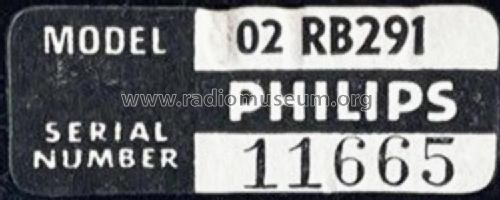 MODEL 02 RB291
www.radiomuseum.org
PHILIPS
SERIAL NUMBER 11665